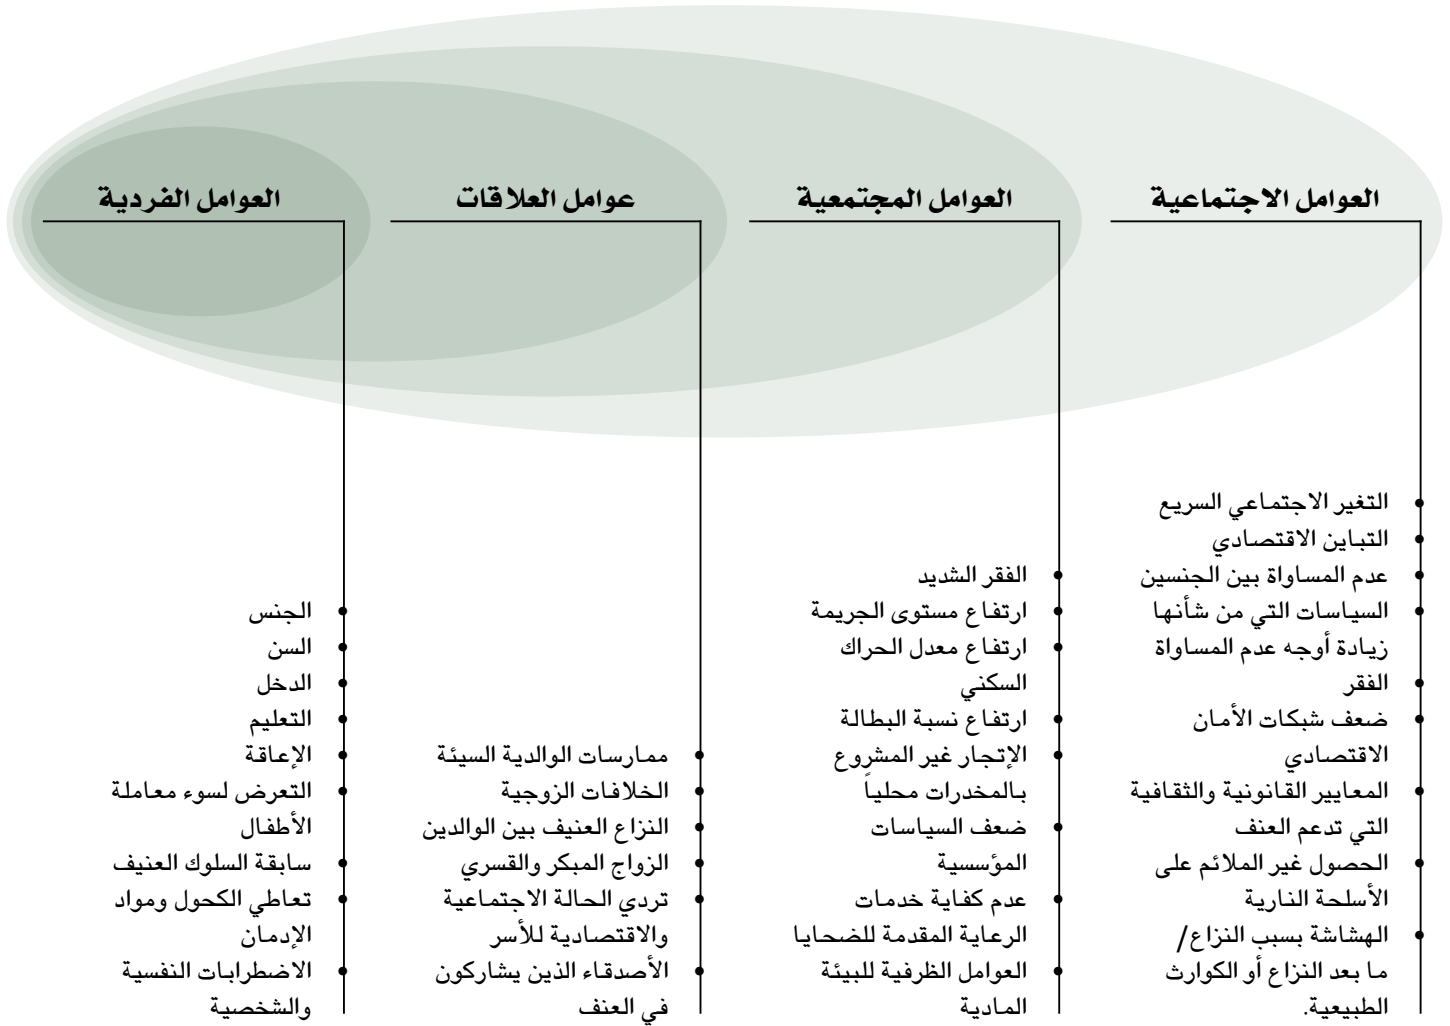 العوامل الاجتماعية
التغير الاجتماعي السريع
التباين الاقتصادي
عدم المساواة بين الجنسين
السياسات التي من شأنها
زيادة أوجه عدم المساواة
الفقر
ضعف شبكات الأمان
الاقتصادي
المعايير القانونية والثقافية
التي تدعم العنف
الحصول غير الملائم على
الأسلحة النارية
الهشاشة بسبب النزاع/
ما بعد النزاع أو الكوارث
الطبيعية.
العوامل المجتمعية
الفقر الشديد
ارتفاع مستوى الجريمة
ارتفاع معدل الحراك
السكني
ارتفاع نسبة البطالة
الإتجار غير المشروع
بالمخدرات محلياً
ضعف السياسات
المؤسسية
عدم كفاية خدمات
الرعاية المقدمة للضحايا
العوامل الظرفية للبيئة
المادية
عوامل العلاقات
ممارسات الوالدية السيئة
الخلافات الزوجية
النزاع العنيف بين الوالدين
الزواج المبكر والقسري
تردي الحالة الاجتماعية
والاقتصادية للأسر
الأصدقاء الذين يشاركون
في العنف
العوامل الفردية
الجنس
السن
الدخل
التعليم
الإعاقة
التعرض لسوء معاملة
الأطفال
سابقة السلوك العنيف
تعاطي الكحول ومواد
الإدمان
الاضطرابات النفسية
والشخصية